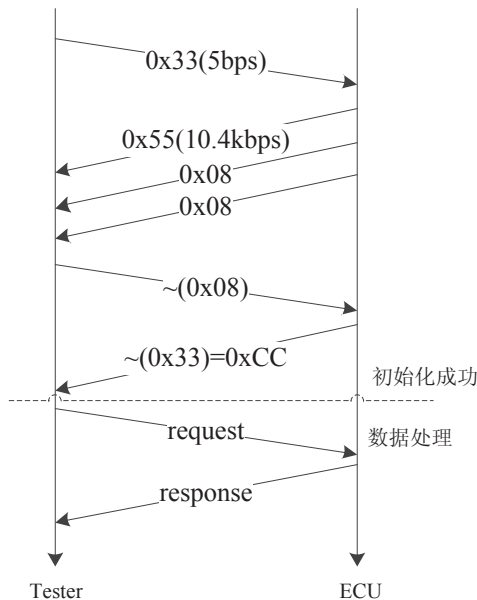 0x33(5bps)
0x55(10.4kbps)
0x08
0x08
~(0x08)
~(0x33)=0xCC
初始化成功
request
数据处理
response
Tester
ECU